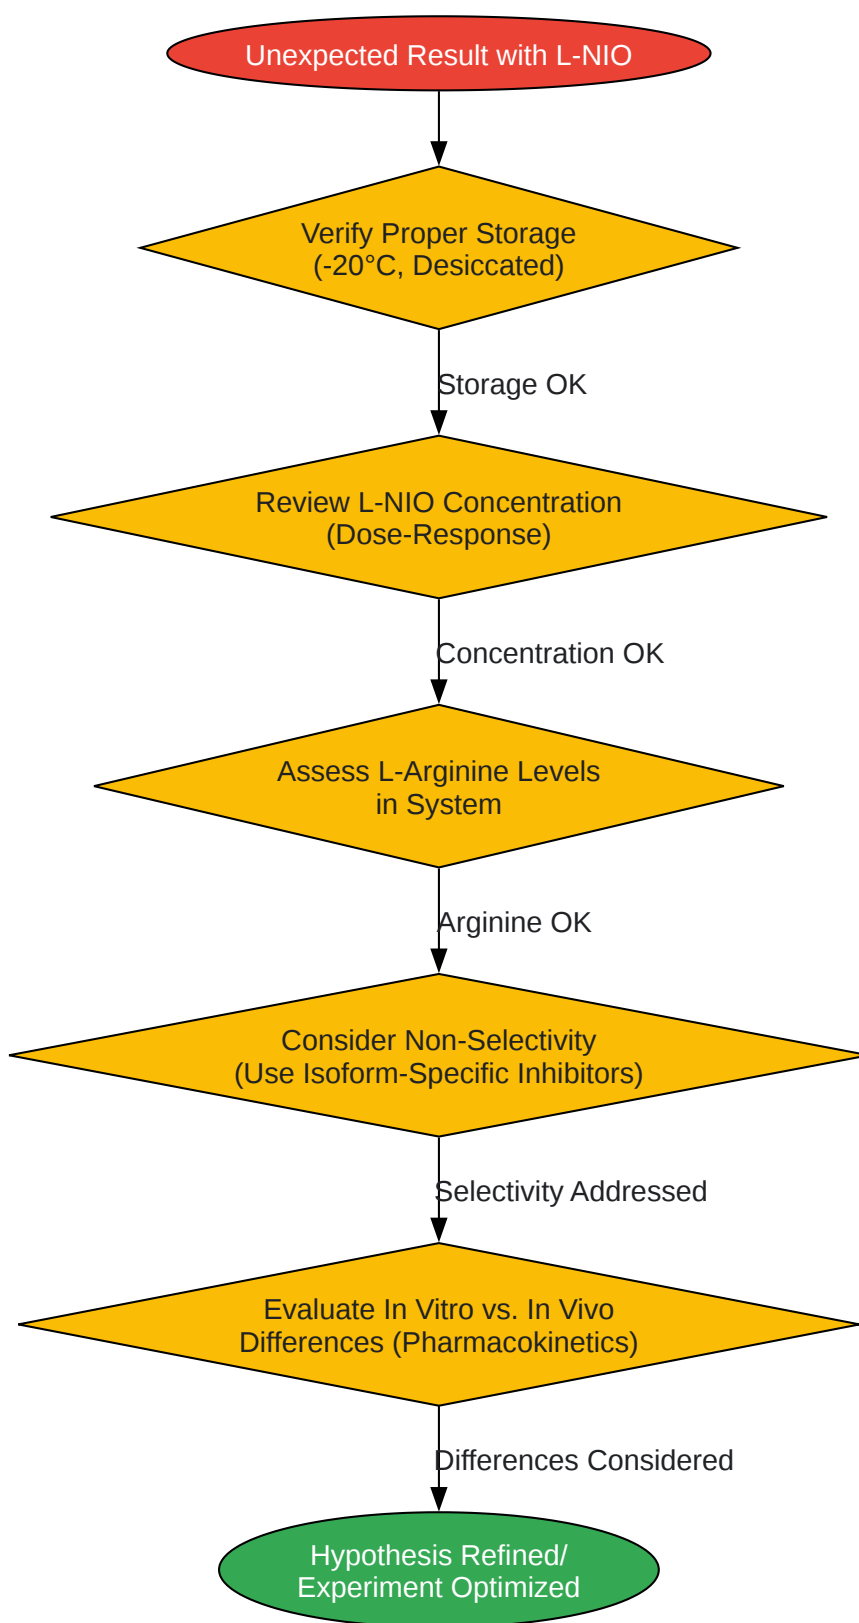 Unexpected Result with L-NIO
Verify Proper Storage
(-20°C, Desiccated)
Storage OK
Review L-NIO Concentration
(Dose-Response)
Concentration OK
Assess L-Arginine Levels
in System
Arginine OK
Consider Non-Selectivity
(Use Isoform-Specific Inhibitors)
Selectivity Addressed
Evaluate In Vitro vs. In Vivo
Differences (Pharmacokinetics)
Differences Considered
Hypothesis Refined/
Experiment Optimized